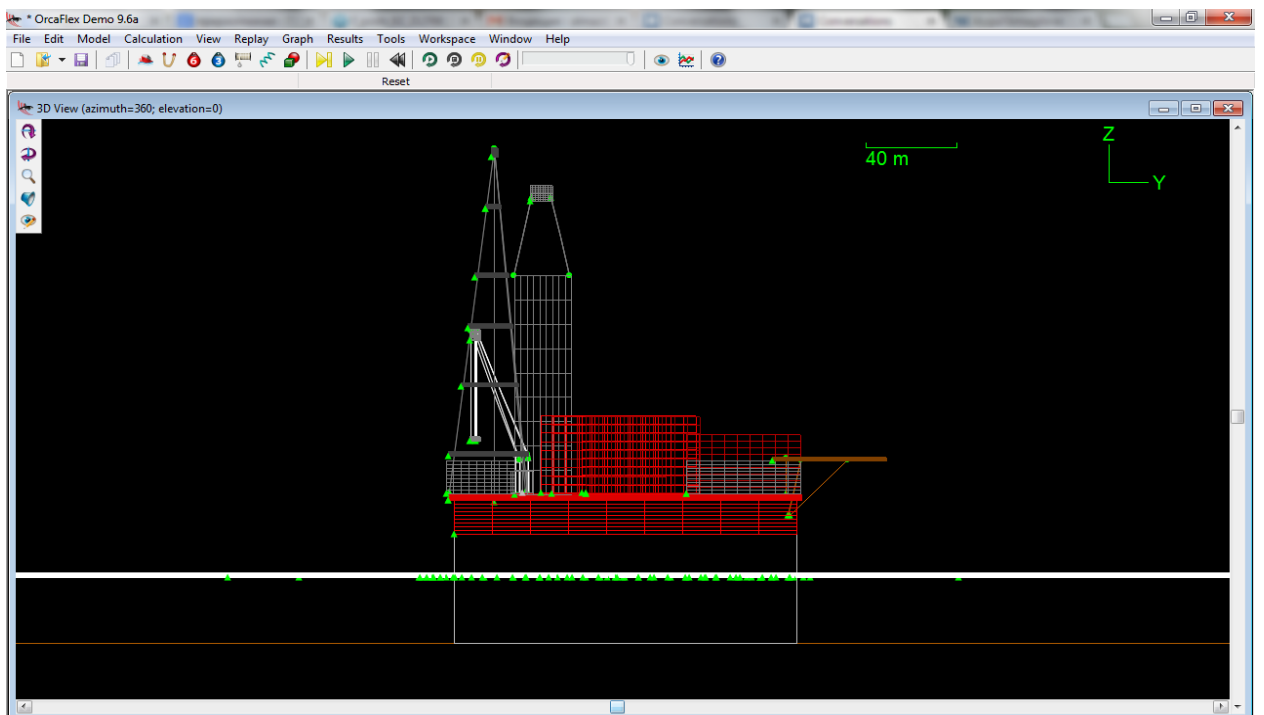 * OrcaFlex Demo 9.6a
File Edit Model Calculation View Replay Graph Results Tools Workspace Window Help
Reset
3D View (azimuth=360; elevation=0)
40 m
Z
Y